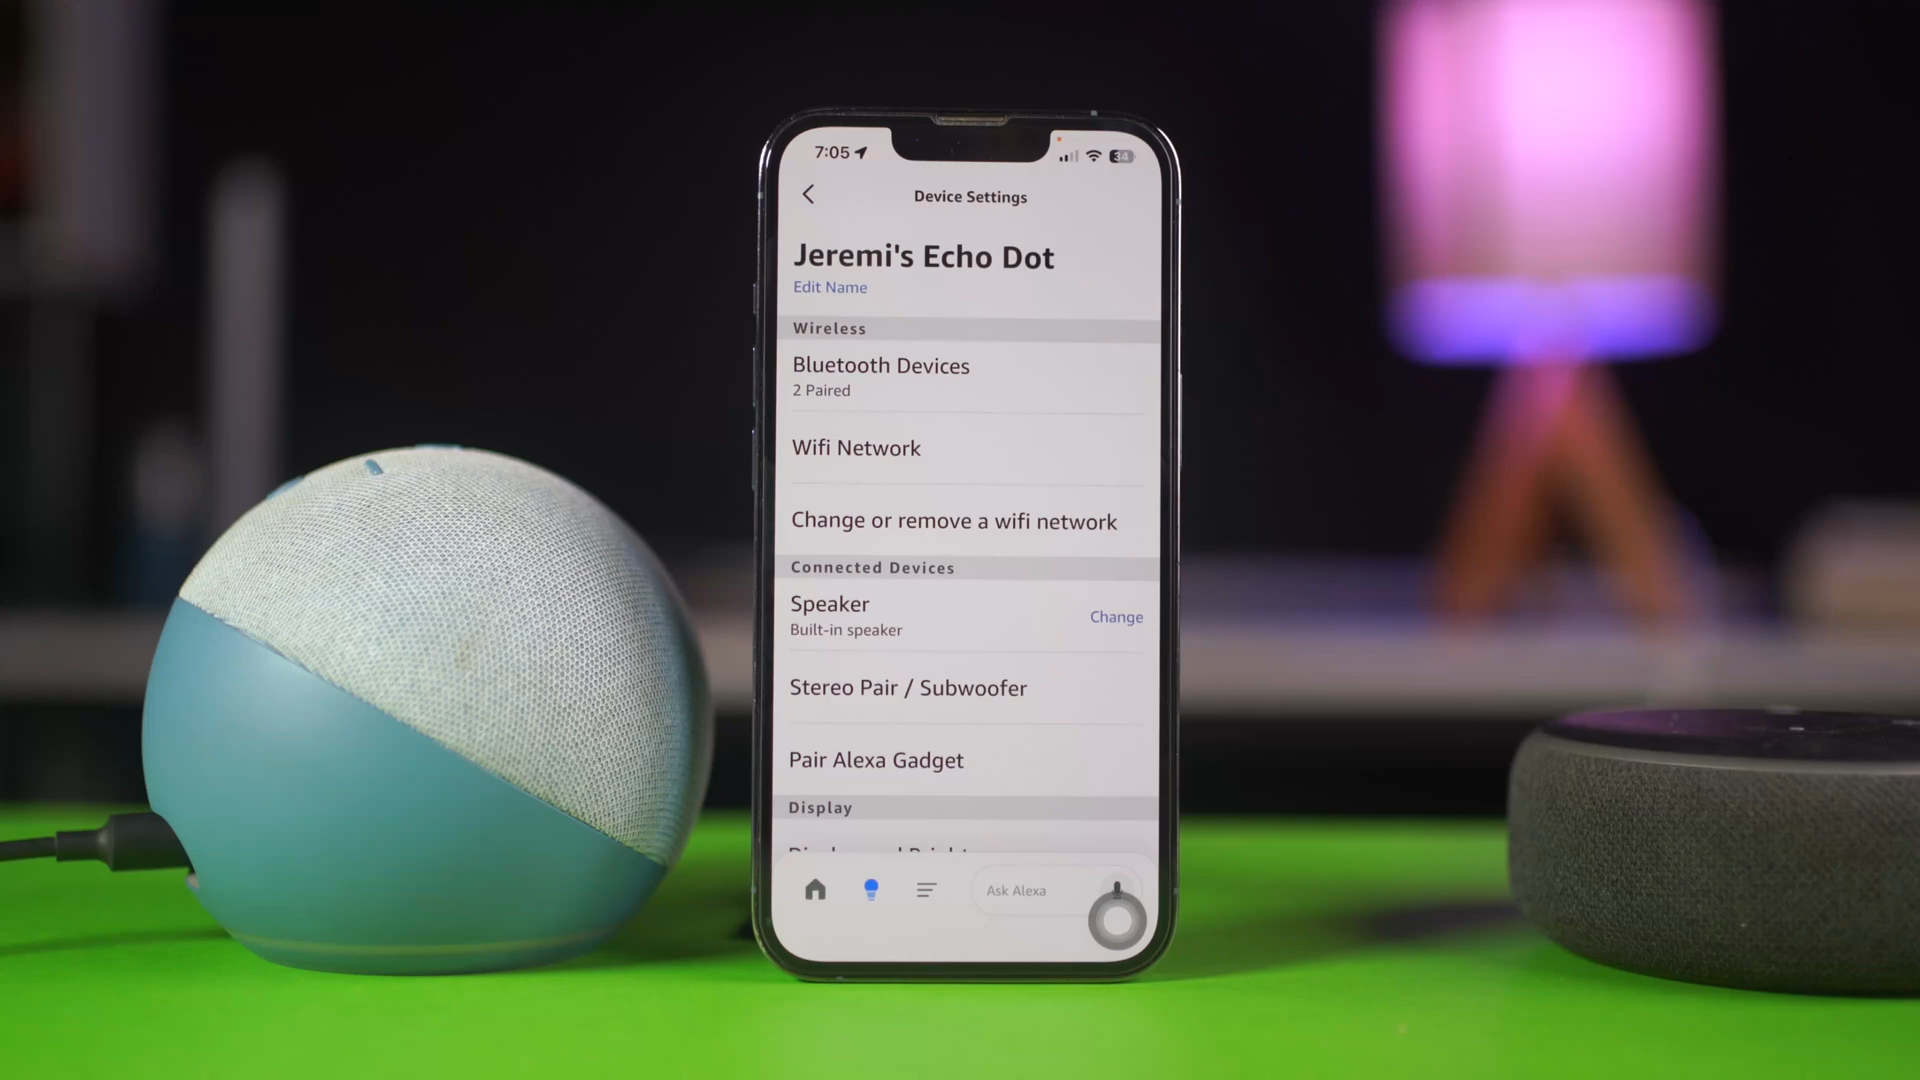 7:05
34
Device Settings
Jeremi's Echo Dot
Edit Name
Wireless
Bluetooth Devices
2 Paired
Wifi Network
Change or remove a wifi network
Connected Devices
Speaker
Built-in speaker
Change
Stereo Pair / Subwoofer
Pair Alexa Gadget
Display
Ask Alexa